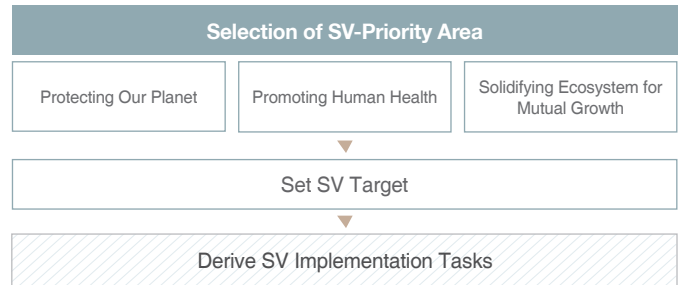 Selection of SV-Priority Area
Protecting Our Planet
Promoting Human Health
Solidifying Ecosystem for
Mutual Growth
Set SV Target
Derive SV Implementation Tasks